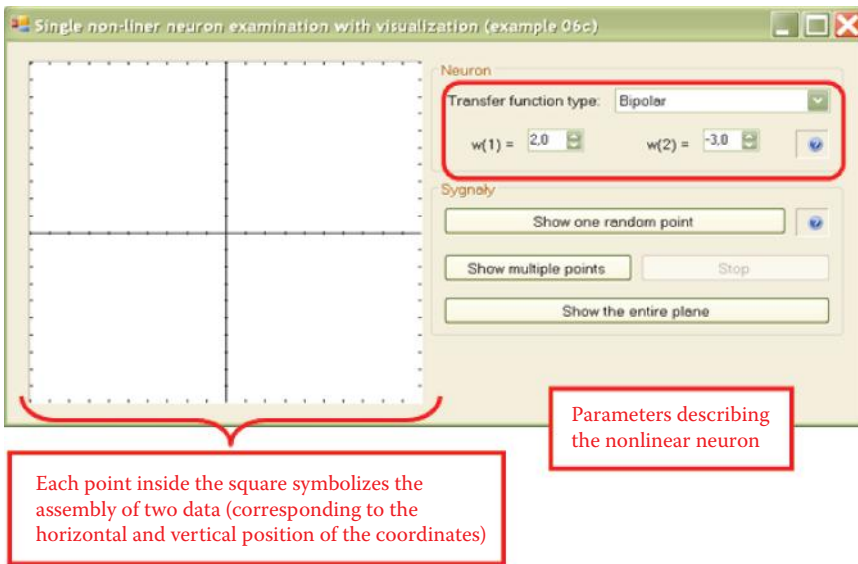 Single non-liner neuron examination with visualization (example 06c)
Neuron
Transfer function type: Bipolar
w(1) = 2,0 w(2) = -3,0
Sygnały
Show one random point
Show multiple points Stop
Show the entire plane
Parameters describing
the nonlinear neuron
Each point inside the square symbolizes the
assembly of two data (corresponding to the
horizontal and vertical position of the coordinates)